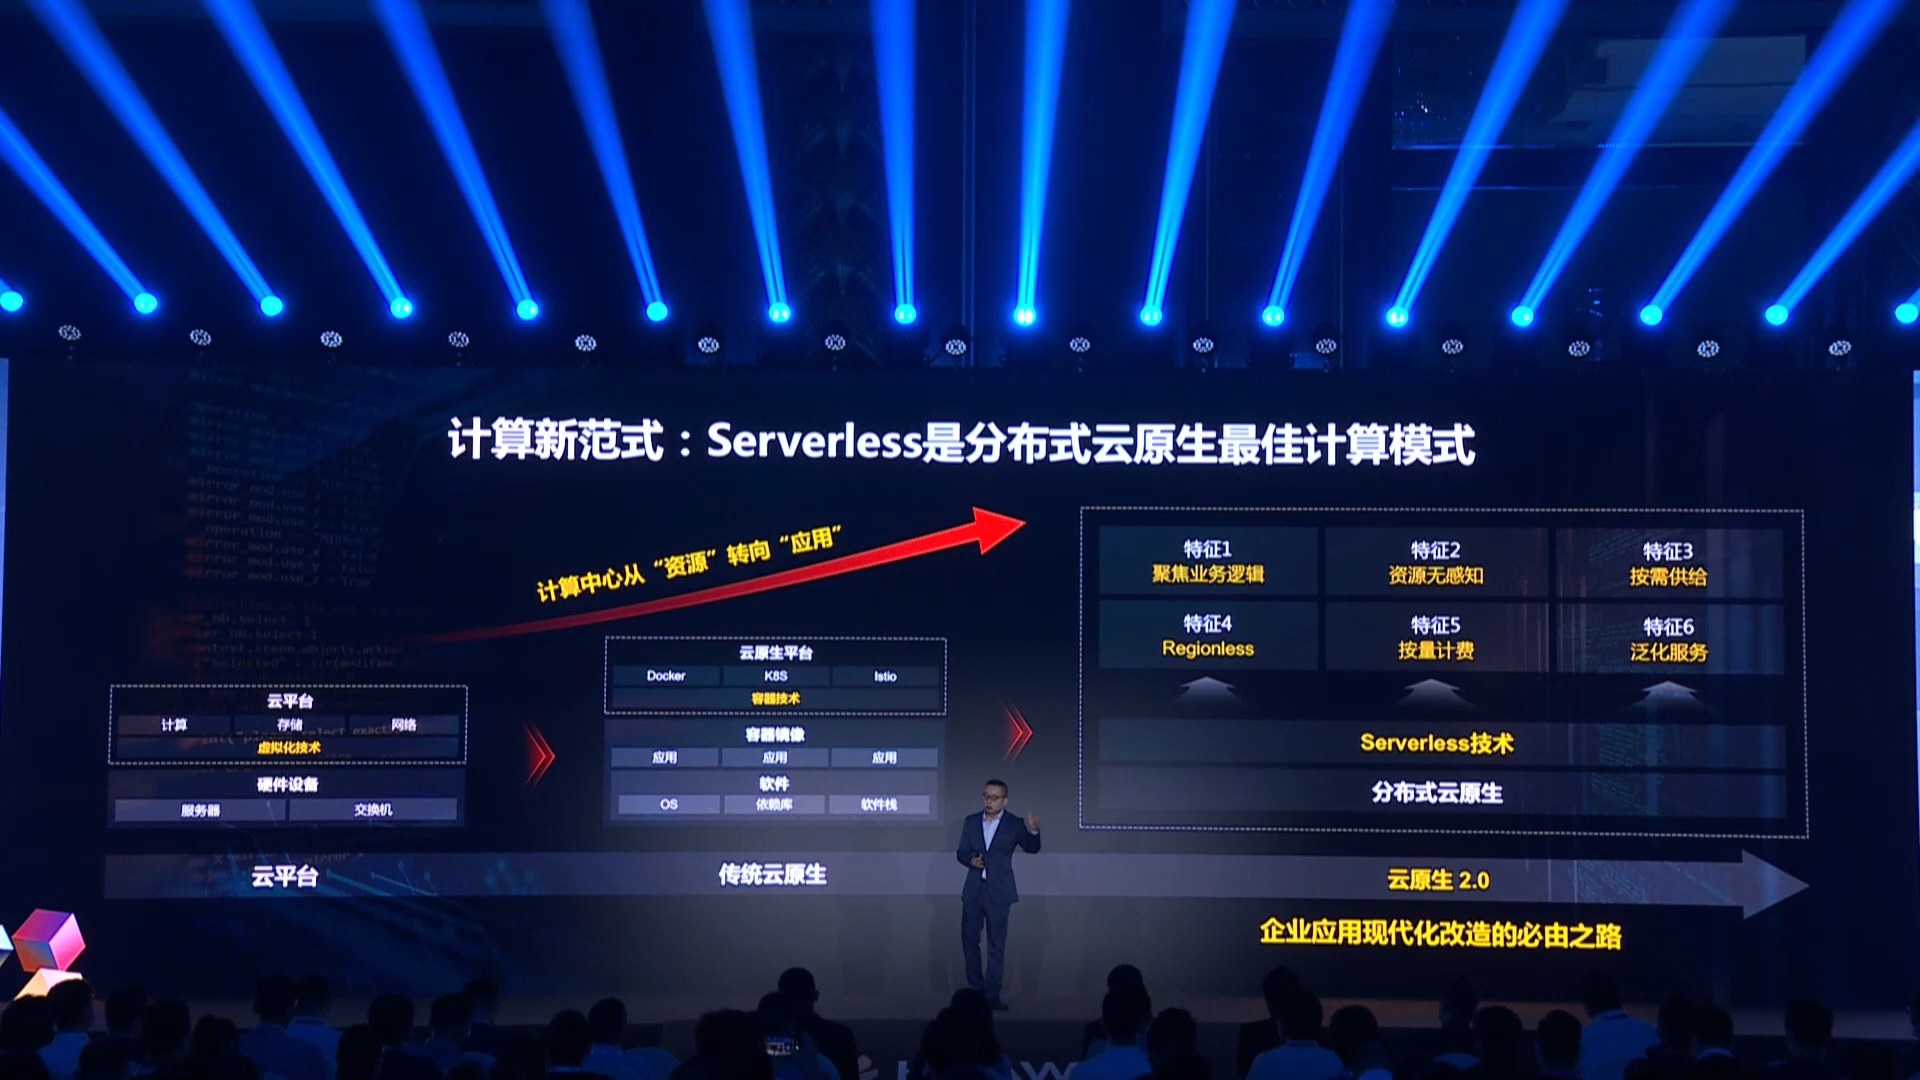 计算新范式：Serverless是分布式云原生最佳计算模式
计算中心从“资源”转向“应用”
云平台
计算 存储 网络
虚拟化技术
硬件设备
服务器 交换机
云原生平台
Docker K8S Istio
容器技术
容器镜像
应用 应用 应用
软件
OS 依赖库 软件栈
特征1 特征2 特征3
聚焦业务逻辑 资源无感知 按需供给
特征4 特征5 特征6
Regionless 按量计费 泛化服务
Serverless技术
分布式云原生
云平台 传统云原生 云原生 2.0
企业应用现代化改造的必由之路